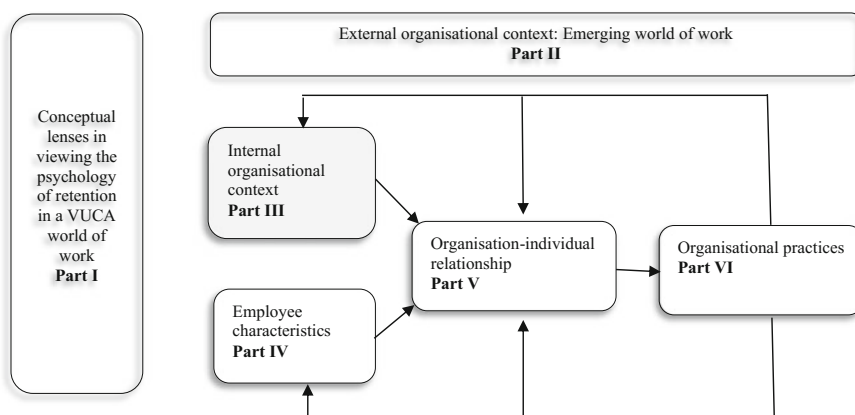 External organisational context: Emerging world of work
Part II
Conceptual
lenses in
viewing the
psychology
of retention
in a VUCA
world of
work
Part I
Internal
organisational
context
Part III
Organisation-individual
relationship
Part V
Organisational practices
Part VI
Employee
characteristics
Part IV